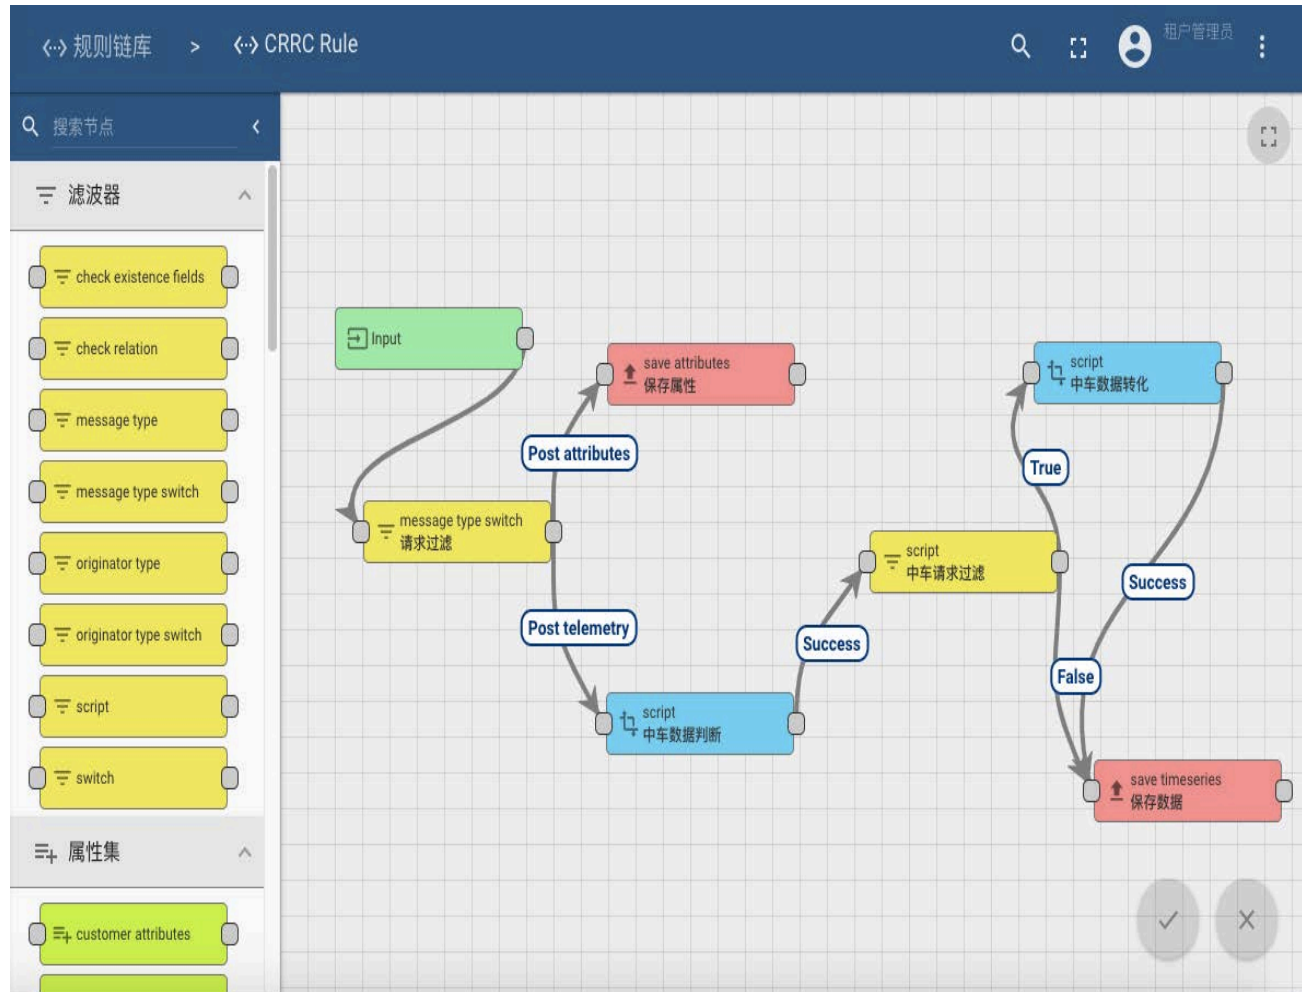 规则链库 > CRRC Rule
租户管理员
搜索节点
滤波器
check existence fields
check relation
message type
message type switch
originator type
originator type switch
script
switch
属性集
customer attributes
Input
save attributes
保存属性
Post attributes
message type switch
请求过滤
Post telemetry
script
中车数据判断
Success
script
中车请求过滤
True
script
中车数据转化
Success
False
save timeseries
保存数据